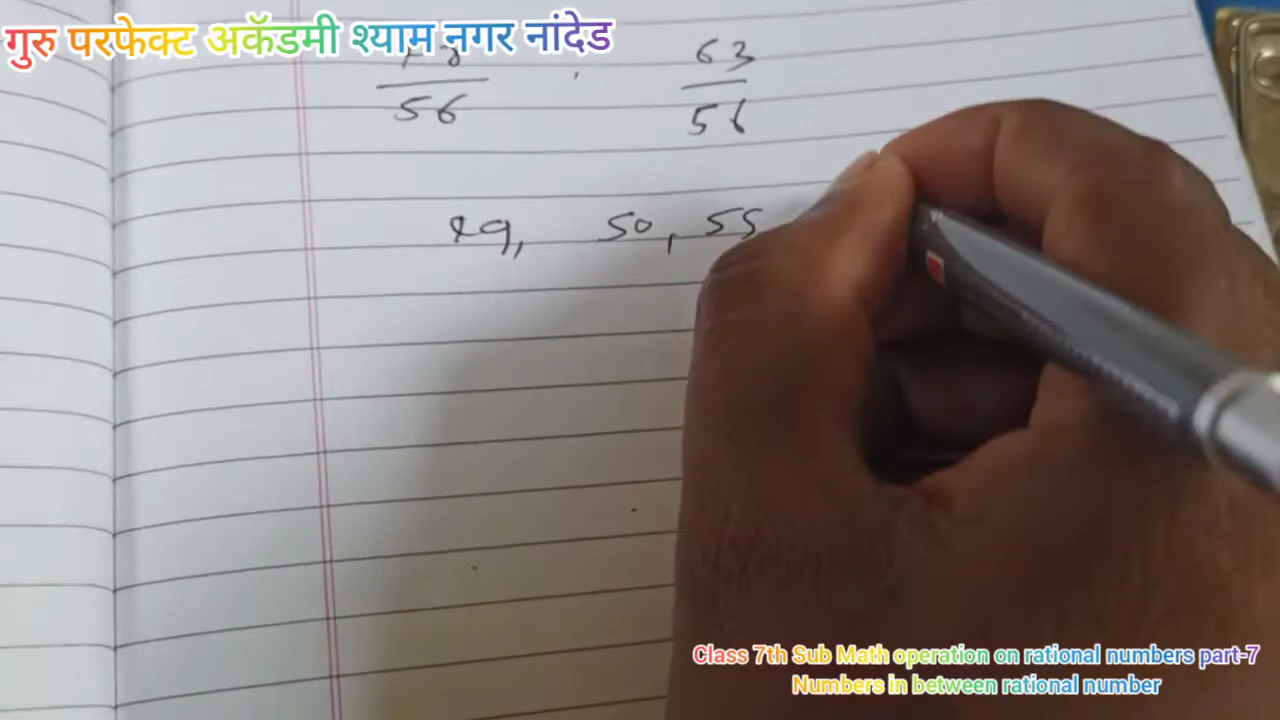 गुरु परफेक्ट अकॅडमी श्याम नगर नांदेड
63
56 56
49, 50, 55
Class 7th Sub Math operation on rational numbers part-7
Numbers in between rational number